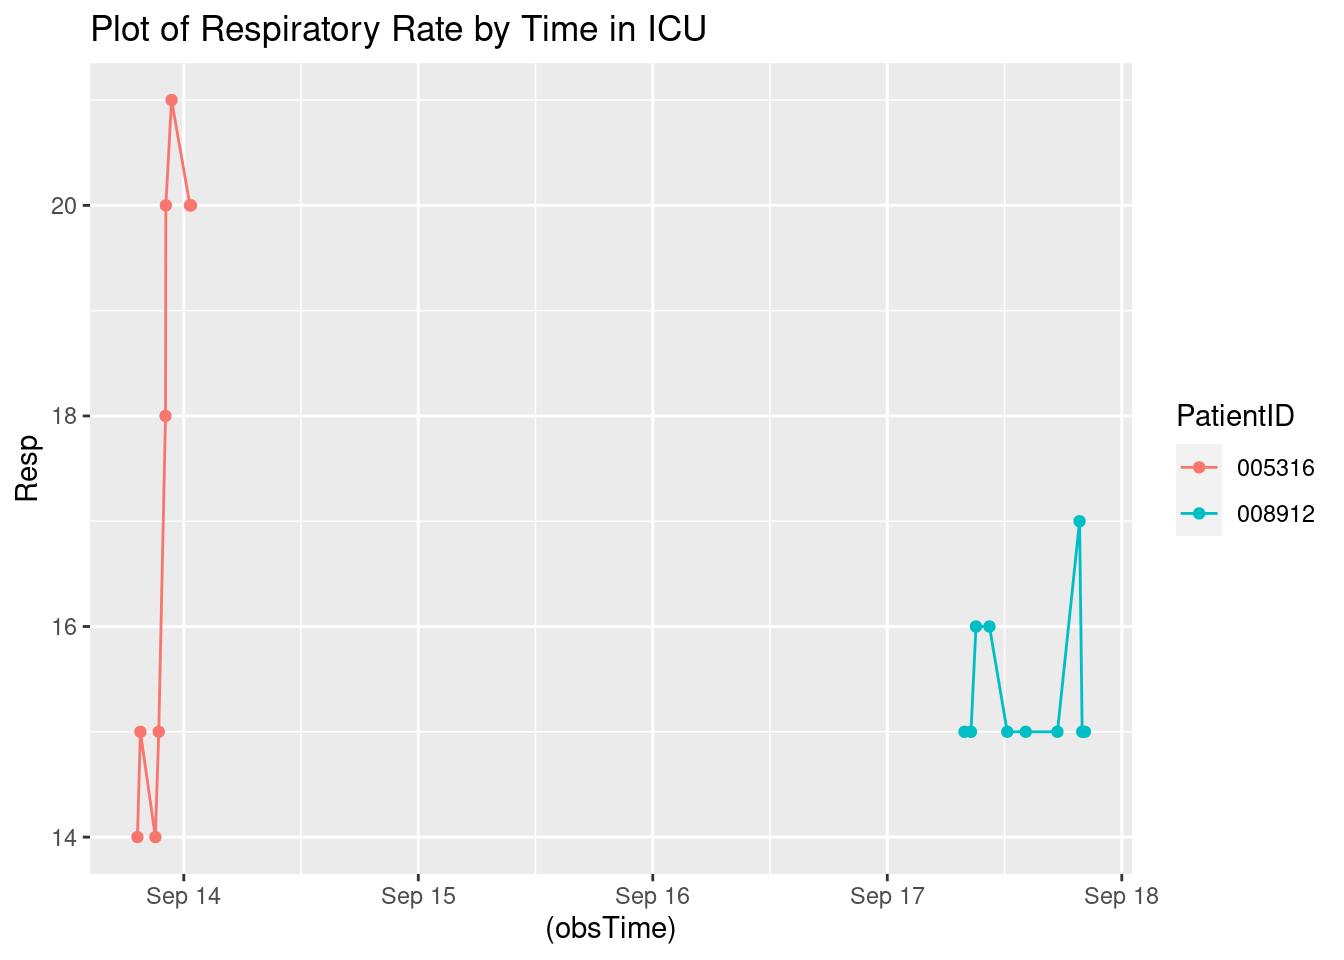 Plot of Respiratory Rate by Time in ICU
Resp
20
18
16
14
Sep 14 Sep 15 Sep 16 Sep 17 Sep 18
(obsTime)
PatientID
005316
008912